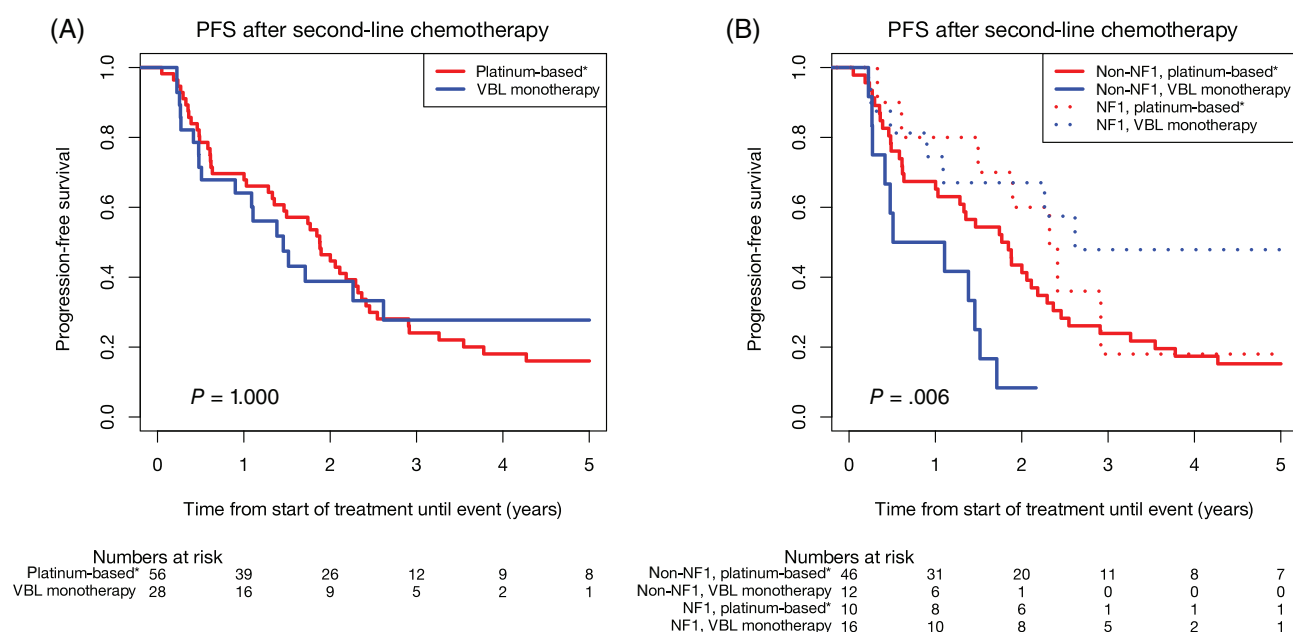 (A)
PFS after second-line chemotherapy
Platinum-based*
VBL monotherapy
Progression-free survival
1.0
0.8
0.6
0.4
0.2
0.0
P = 1.000
0 1 2 3 4 5
Time from start of treatment until event (years)
Numbers at risk
Platinum-based* 56 39 26 12 9 8
VBL monotherapy 28 16 9 5 2 1
(B)
PFS after second-line chemotherapy
Non-NF1, platinum-based*
Non-NF1, VBL monotherapy
NF1, platinum-based*
NF1, VBL monotherapy
Progression-free survival
1.0
0.8
0.6
0.4
0.2
0.0
P = .006
0 1 2 3 4 5
Time from start of treatment until event (years)
Numbers at risk
Non-NF1, platinum-based* 46 31 20 11 8 7
Non-NF1, VBL monotherapy 12 6 1 0 0 0
NF1, platinum-based* 10 8 6 1 1 1
NF1, VBL monotherapy 16 10 8 5 2 1